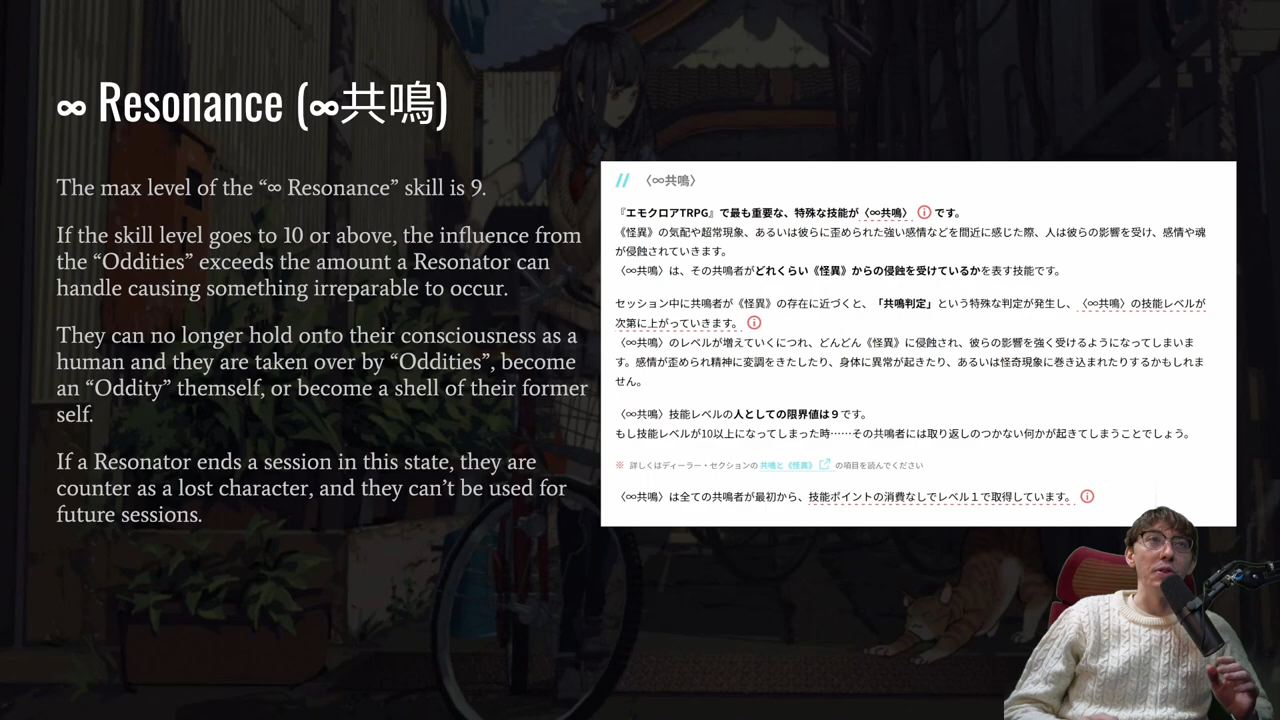 ∞ Resonance (∞共鳴)
The max level of the “∞ Resonance” skill is 9.
If the skill level goes to 10 or above, the influence from
the “Oddities” exceeds the amount a Resonator can
handle causing something irreparable to occur.
They can no longer hold onto their consciousness as a
human and they are taken over by “Oddities”, become
an “Oddity” themself, or become a shell of their former
self.
If a Resonator ends a session in this state, they are
counter as a lost character, and they can’t be used for
future sessions.
// 〈∞共鳴〉
『エモクロアTRPG』で最も重要な、特殊な技能が〈∞共鳴〉 です。
《怪異》の気配や超常現象、あるいは彼らに歪められた強い感情などを間近に感じた際、人は彼らの影響を受け、感情や魂
が侵蝕されていきます。
〈∞共鳴〉は、その共鳴者がどれくらい《怪異》からの侵蝕を受けているかを表す技能です。
セッション中に共鳴者が《怪異》の存在に近づくと、「共鳴判定」という特殊な判定が発生し、〈∞共鳴〉の技能レベルが
次第に上がっていきます。
〈∞共鳴〉のレベルが増えていくにつれ、どんどん《怪異》に侵蝕され、彼らの影響を強く受けるようになってしまいま
す。感情が歪められ精神に変調をきたしたり、身体に異常が起きたり、あるいは怪奇現象に巻き込まれたりするかもしれま
せん。
〈∞共鳴〉技能レベルの人としての限界値は９です。
もし技能レベルが10以上になってしまった時……その共鳴者には取り返しのつかない何かが起きてしまうことでしょう。
※ 詳しくはディーラー・セクションの 共鳴と《怪異》 の項目を読んでください
〈∞共鳴〉は全ての共鳴者が最初から、技能ポイントの消費なしでレベル１で取得しています。